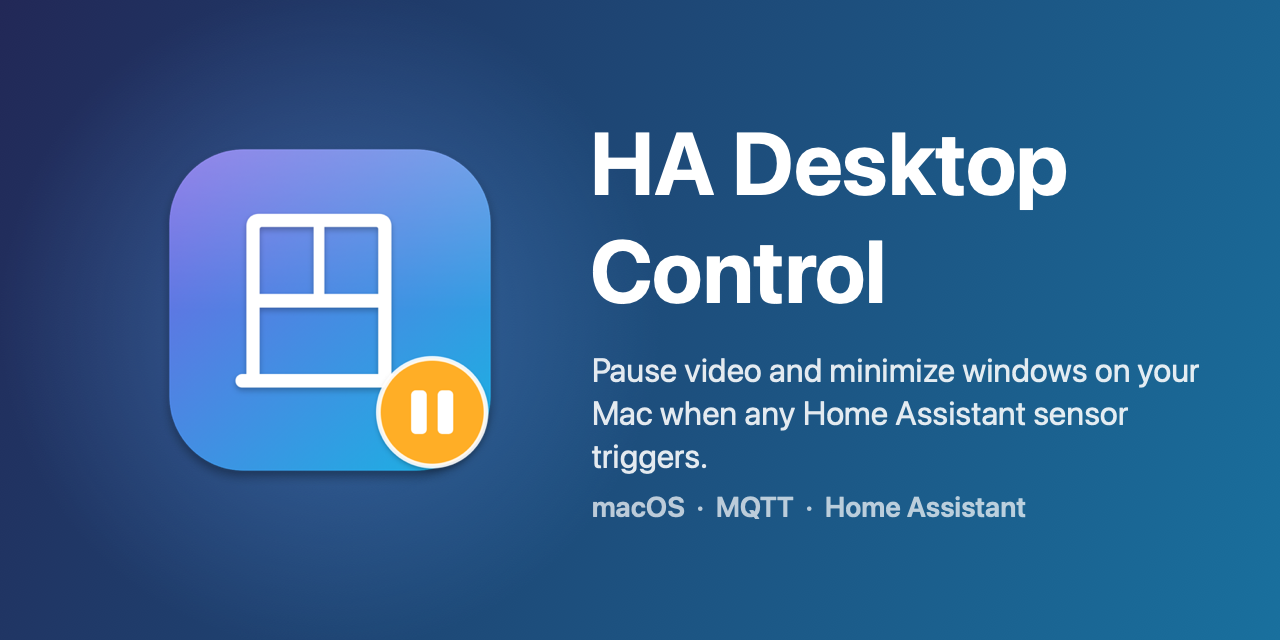 HA Desktop
Control
Pause video and minimize windows on your
Mac when any Home Assistant sensor
triggers.
macOS · MQTT · Home Assistant